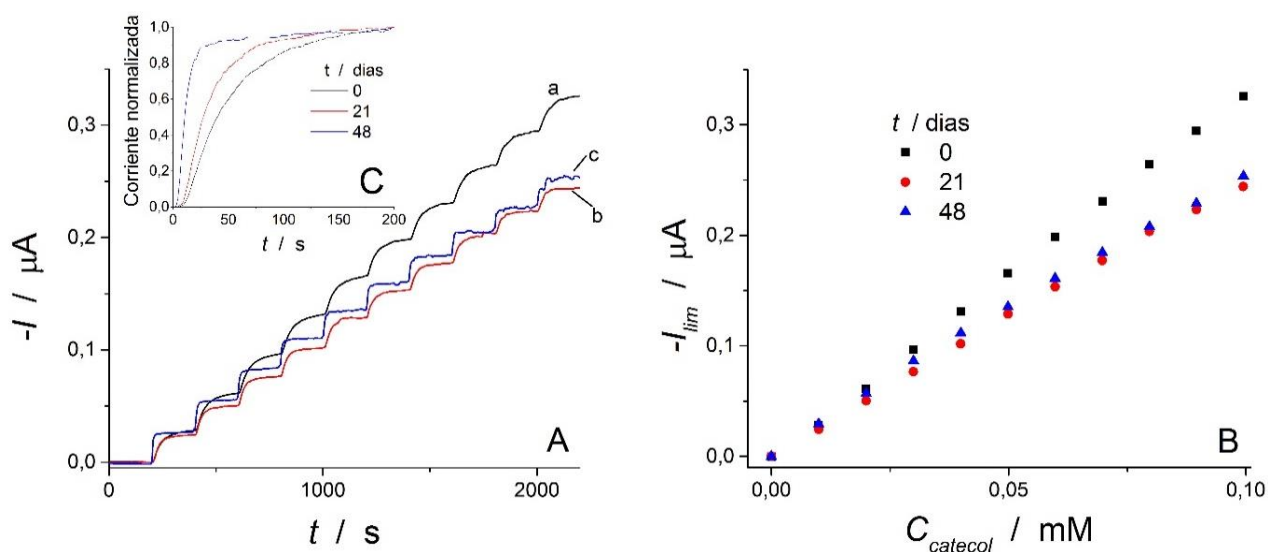 1,0
0,8
0,6
0,4
0,2
0,0
Corriente normalizada
t / dias
0
21
48
C
0 50 100 150 200
t / s
a
c
b
A
0,3
0,2
0,1
0,0
-I / µA
0 1000 2000
t / s
t / dias
0
21
48
B
0,3
0,2
0,1
0,0
-Ilim / µA
0,00 0,05 0,10
Ccatecol / mM